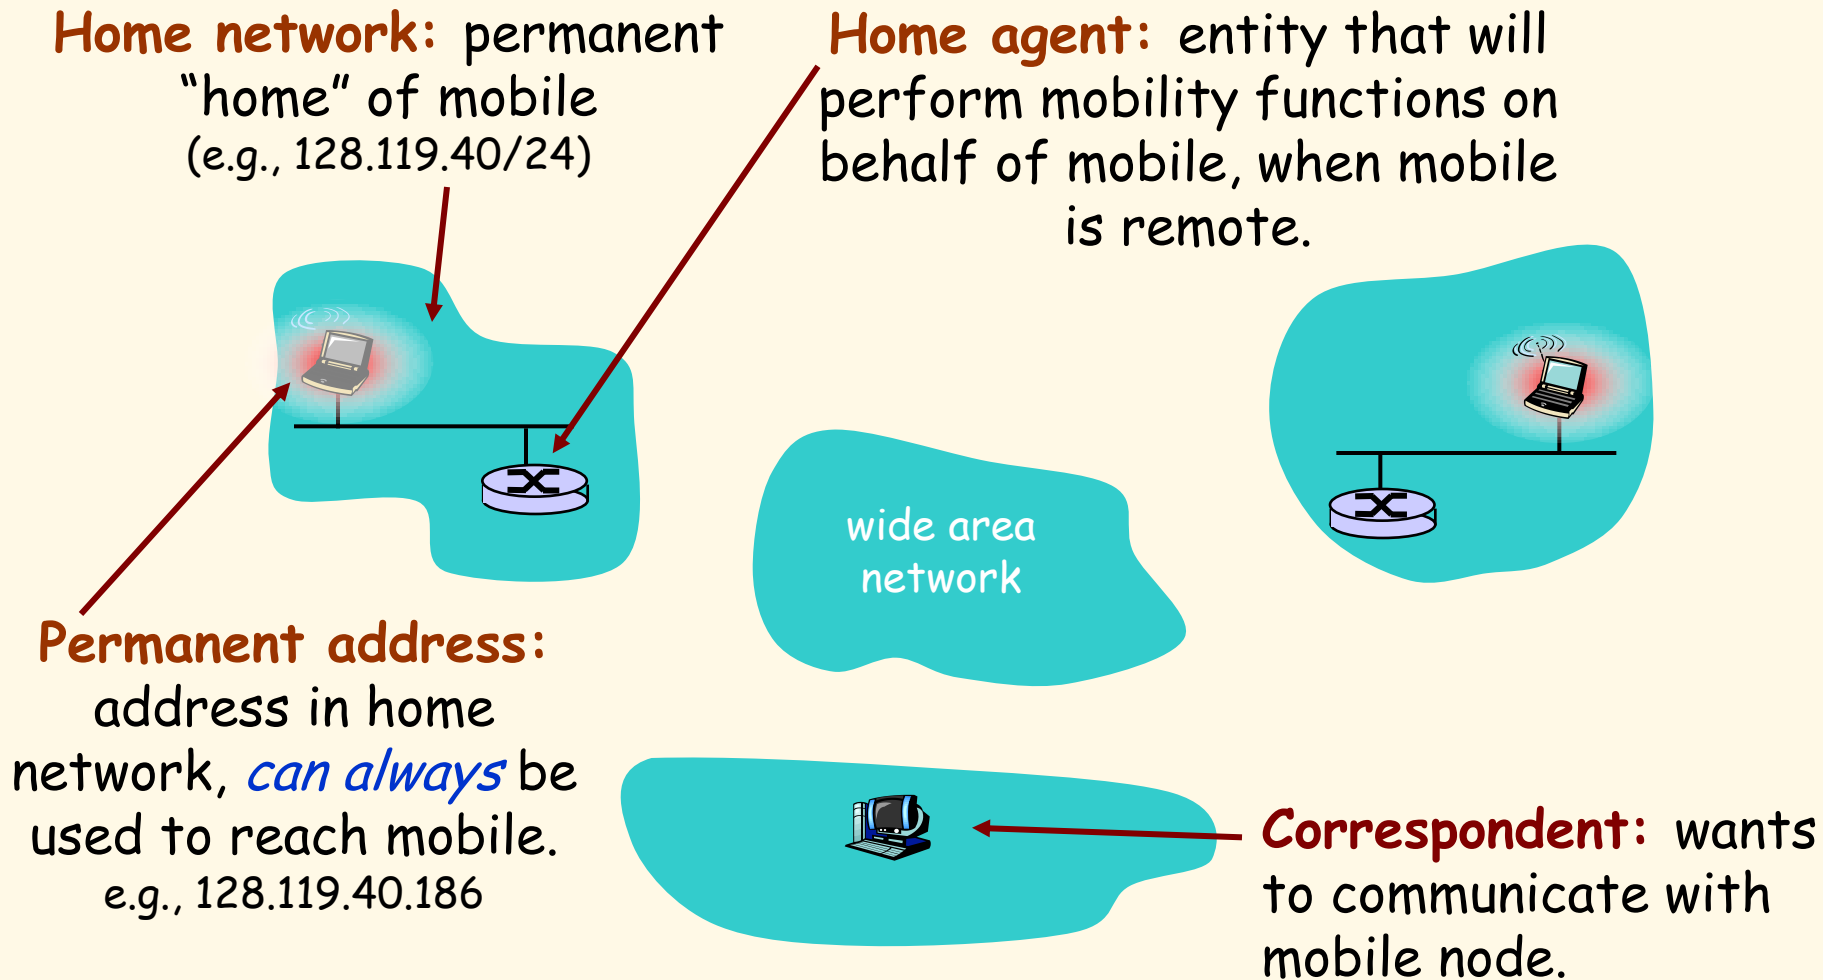 Home network: permanent
“home” of mobile
(e.g., 128.119.40/24)
Home agent: entity that will
perform mobility functions on
behalf of mobile, when mobile
is remote.
wide area
network
Permanent address:
address in home
network, can always be
used to reach mobile.
e.g., 128.119.40.186
Correspondent: wants
to communicate with
mobile node.